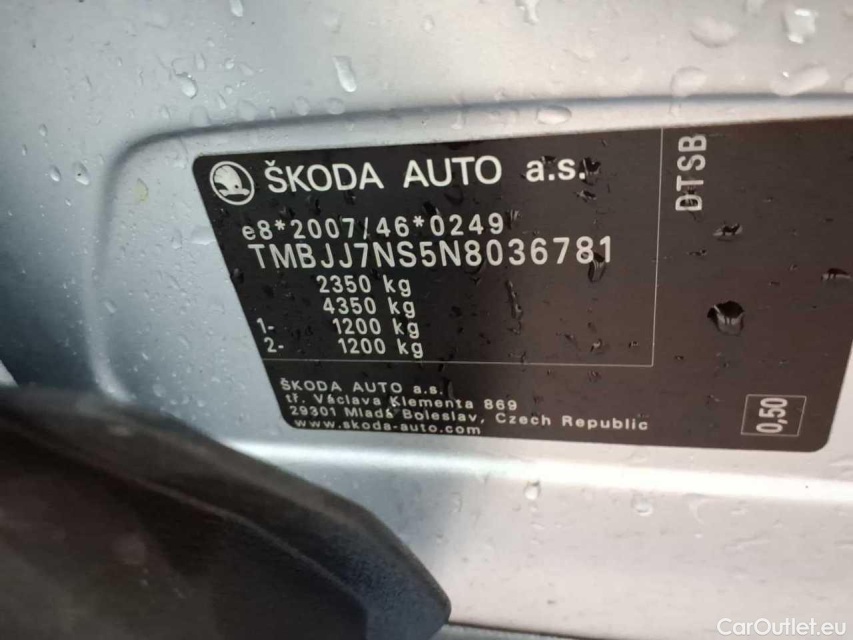 ŠKODA AUTO a.s.
e8*2007/46*0249
TMBJJ7NS5N8036781
2350 kg
4350 kg
1- 1200 kg
2- 1200 kg
ŠKODA AUTO a.s.
tř. Václava Klementa 869
29301 Mladá Boleslav, Czech Republic
www.skoda-auto.com
DTSB
0,50
CarOutlet.eu